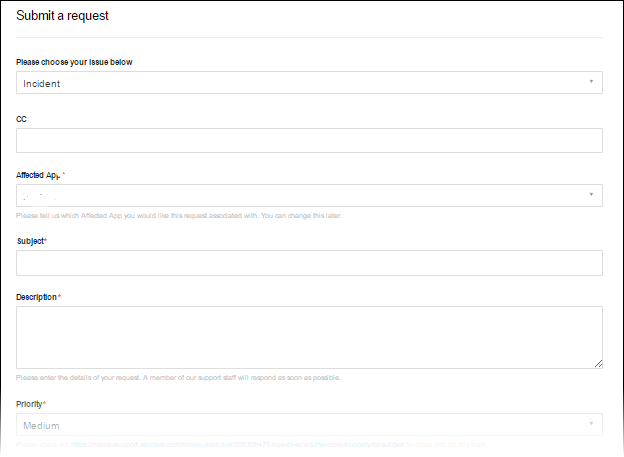 Submit a request
Please choose your issue below
Incident
CC
Affected App *
Please tell us which Affected App you would like this request associated with. You can change this later.
Subject*
Description*
Please enter the details of your request. A member of our support staff will respond as soon as possible.
Priority*
Medium